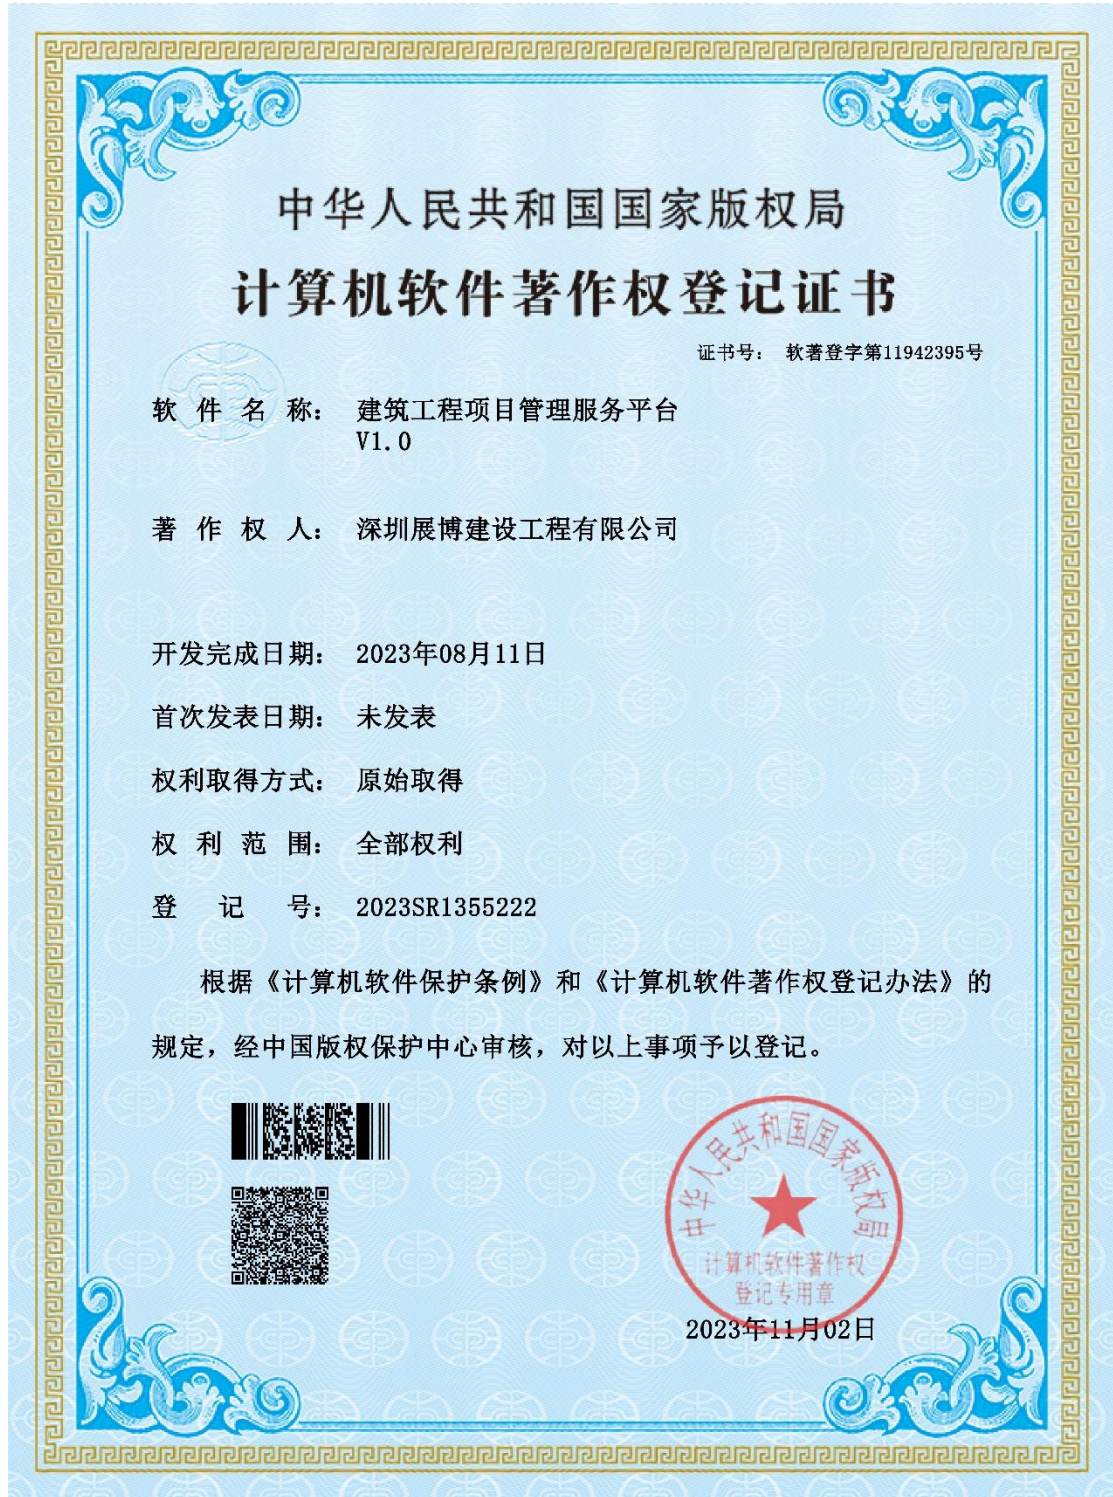 中华人民共和国国家版权局
计算机软件著作权登记证书
证书号： 软著登字第11942395号
软件名称： 建筑工程项目管理服务平台
V1.0
著作权人： 深圳展博建设工程有限公司
开发完成日期： 2023年08月11日
首次发表日期： 未发表
权利取得方式： 原始取得
权利范围： 全部权利
登记号： 2023SR1355222
根据《计算机软件保护条例》和《计算机软件著作权登记办法》的
规定，经中国版权保护中心审核，对以上事项予以登记。
中华人民共和国国家版权局
计算机软件著作权
登记专用章
2023年11月02日